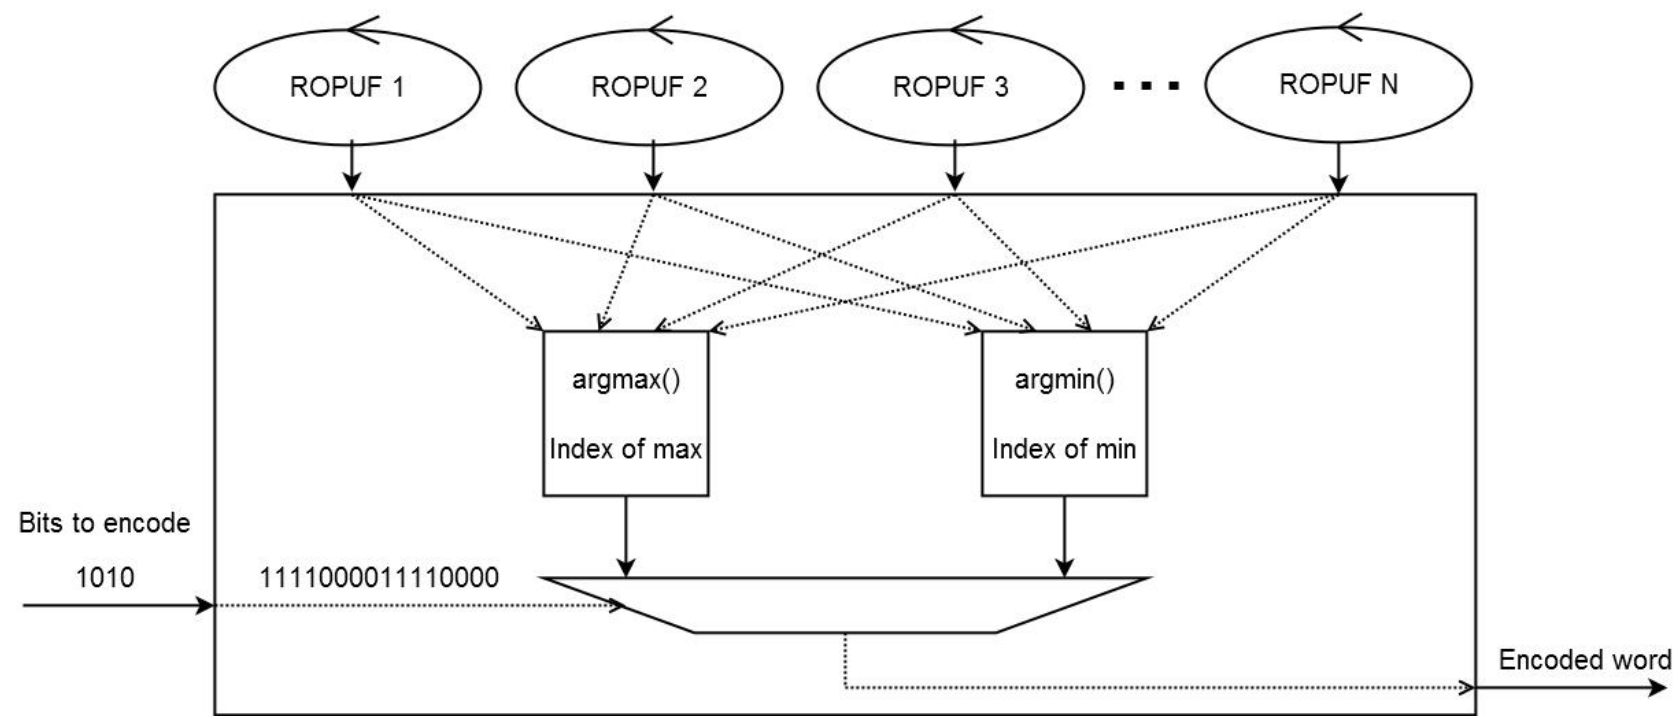 ROPUF 1
ROPUF 2
ROPUF 3
ROPUF N
argmax()
Index of max
argmin()
Index of min
Bits to encode
1010
1111000011110000
Encoded word